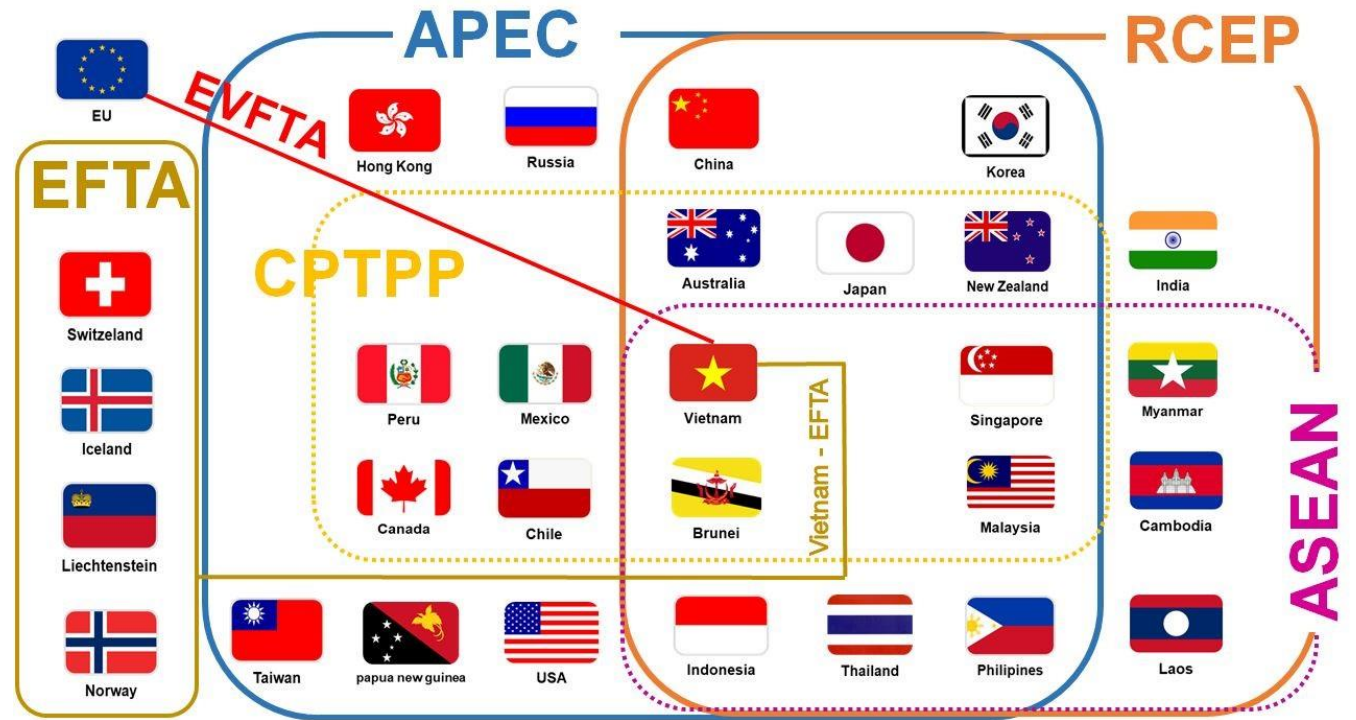 APEC
RCEP
EU
EVFTA
Hong Kong
Russia
China
Korea
EFTA
CPTPP
Australia
Japan
New Zealand
India
Switzeland
Peru
Mexico
Vietnam
Singapore
Myanmar
Iceland
Vietnam - EFTA
ASEAN
Canada
Chile
Brunei
Malaysia
Cambodia
Liechtenstein
Taiwan
papua new guinea
USA
Indonesia
Thailand
Philipines
Laos
Norway